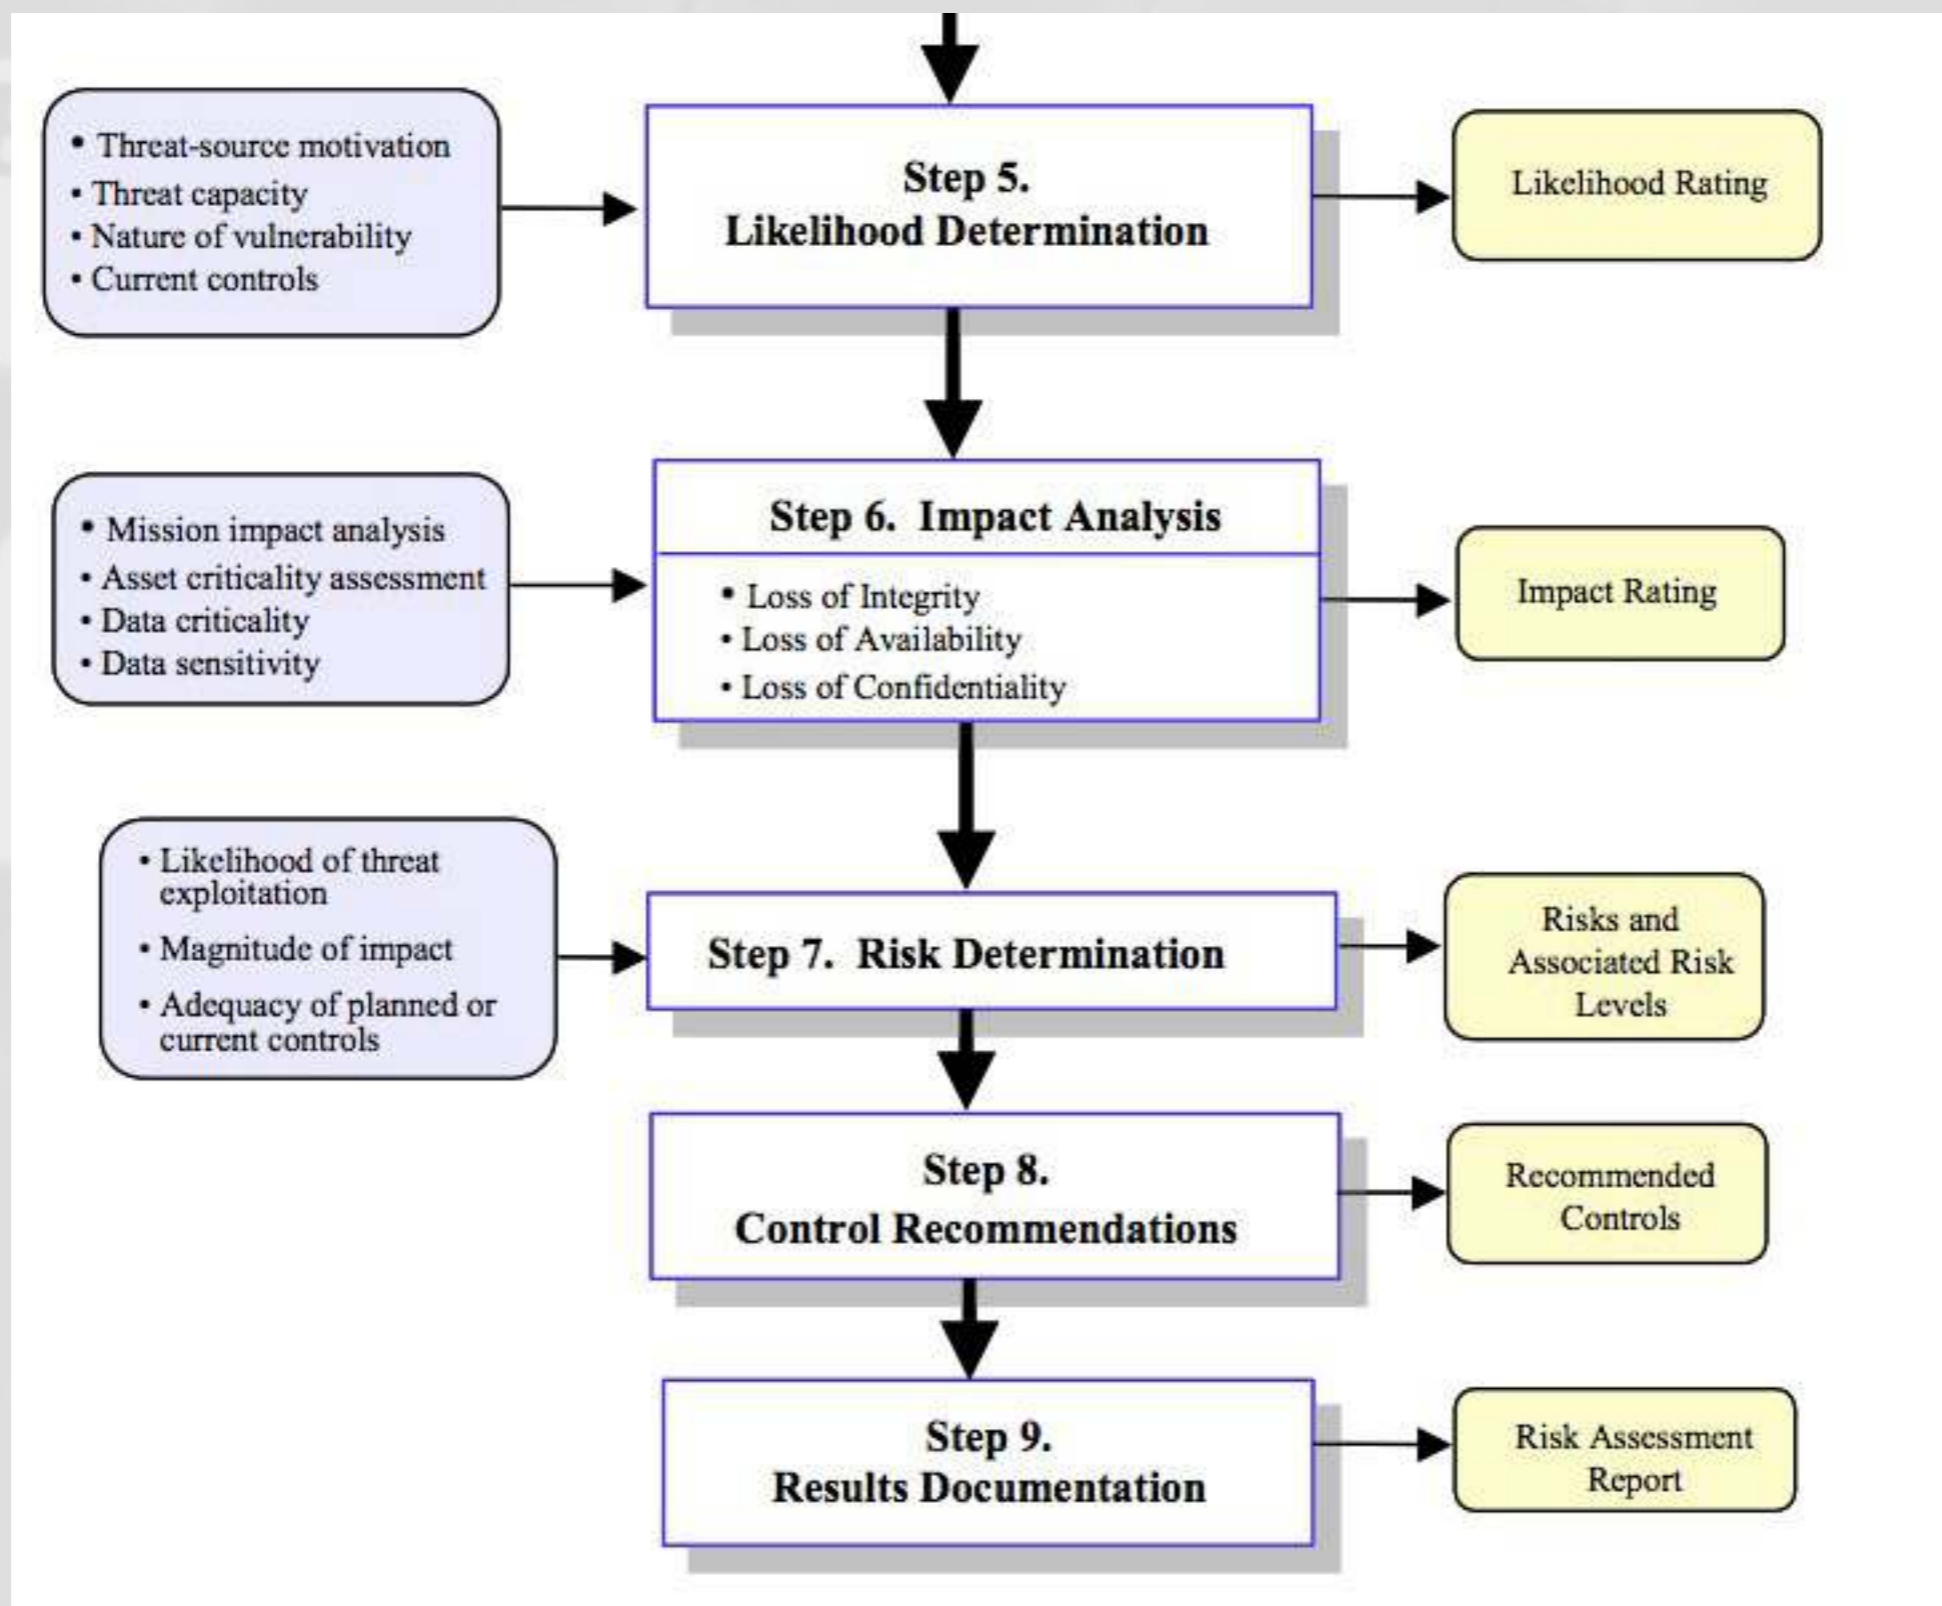 • Threat-source motivation
• Threat capacity
• Nature of vulnerability
• Current controls
Step 5.
Likelihood Determination
Likelihood Rating
• Mission impact analysis
• Asset criticality assessment
• Data criticality
• Data sensitivity
Step 6. Impact Analysis
• Loss of Integrity
• Loss of Availability
• Loss of Confidentiality
Impact Rating
• Likelihood of threat
exploitation
• Magnitude of impact
• Adequacy of planned or
current controls
Step 7. Risk Determination
Risks and
Associated Risk
Levels
Step 8.
Control Recommendations
Recommended
Controls
Step 9.
Results Documentation
Risk Assessment
Report